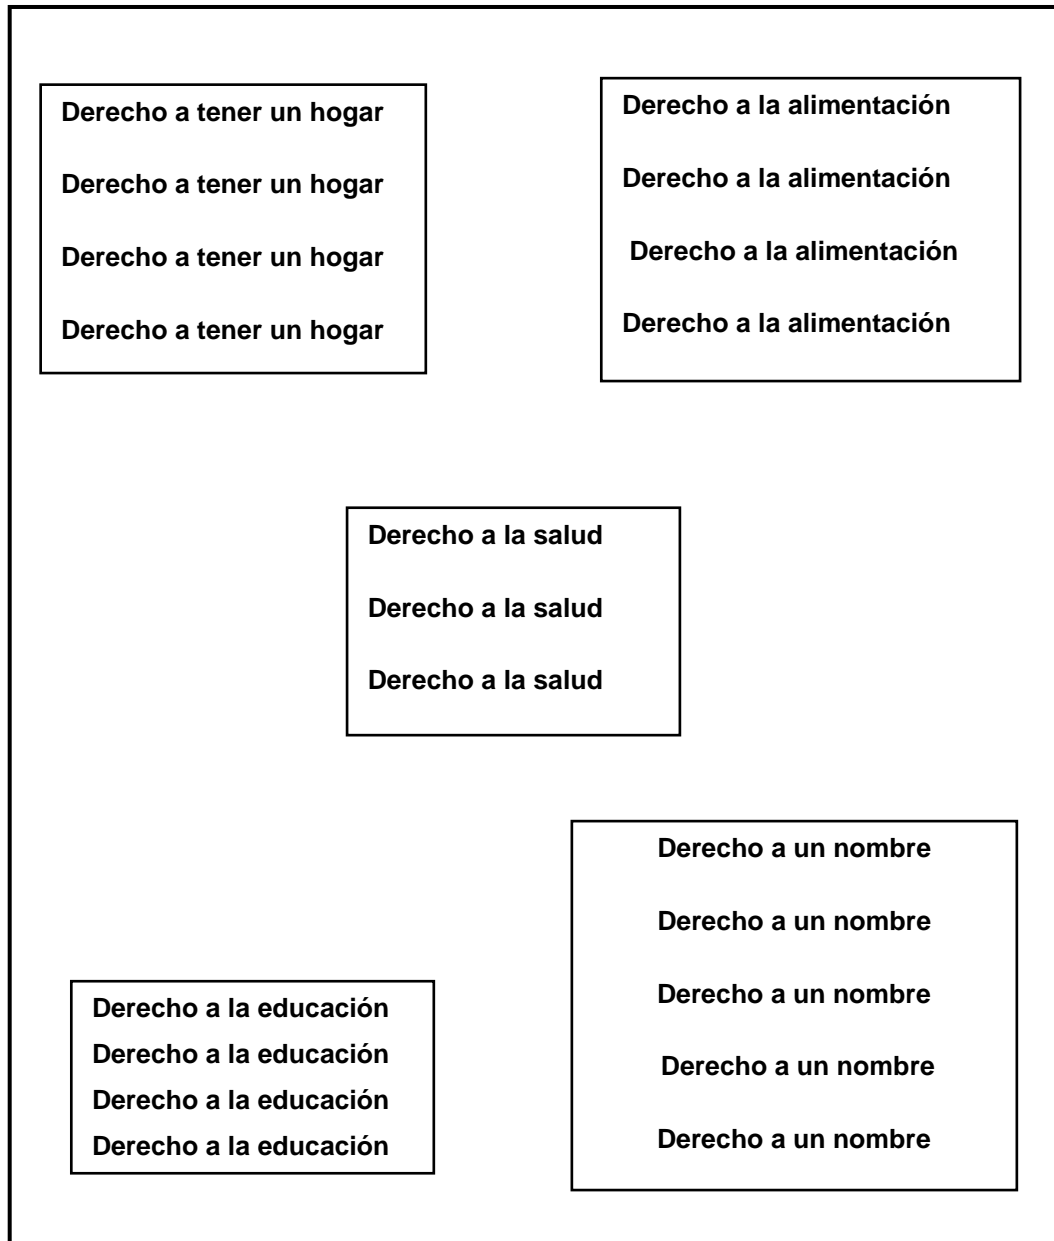 Derecho a tener un hogar
Derecho a tener un hogar
Derecho a tener un hogar
Derecho a tener un hogar
Derecho a la alimentación
Derecho a la alimentación
Derecho a la alimentación
Derecho a la alimentación
Derecho a la salud
Derecho a la salud
Derecho a la salud
Derecho a la educación
Derecho a la educación
Derecho a la educación
Derecho a la educación
Derecho a un nombre
Derecho a un nombre
Derecho a un nombre
Derecho a un nombre
Derecho a un nombre